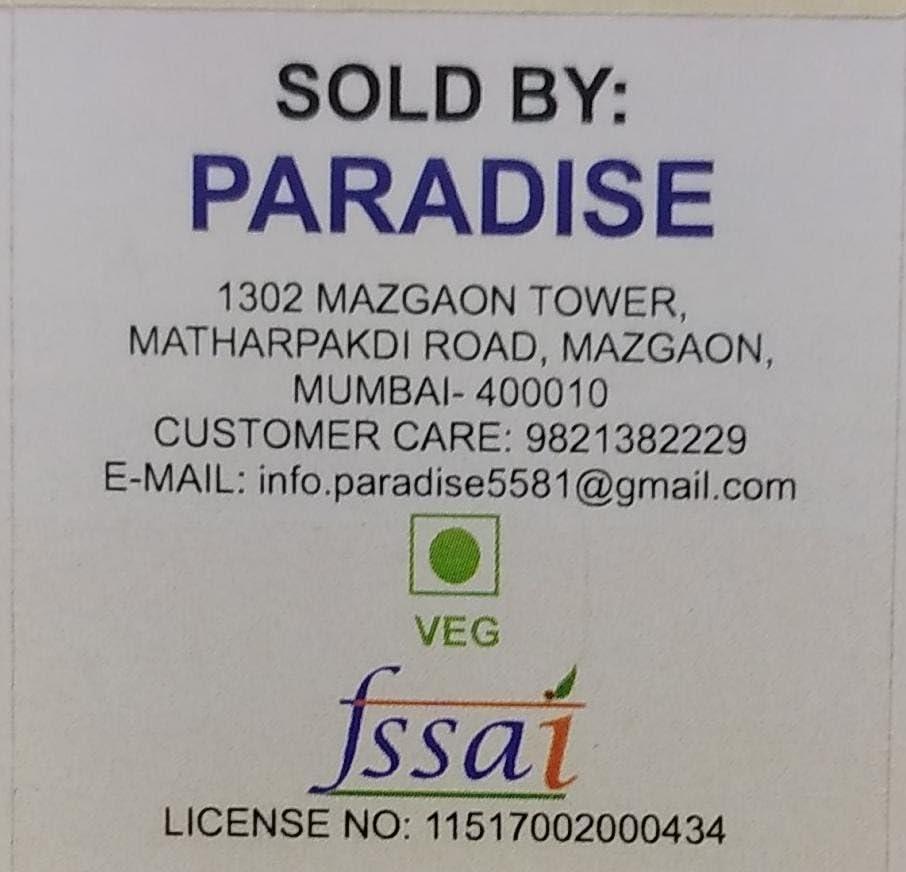 SOLD BY:
PARADISE
1302 MAZGAON TOWER,
MATHARPAKDI ROAD, MAZGAON,
MUMBAI- 400010
CUSTOMER CARE: 9821382229
E-MAIL: info.paradise5581@gmail.com
VEG
fssai
LICENSE NO: 11517002000434